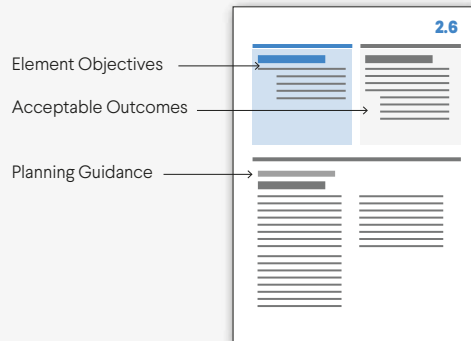 2.6
Element Objectives
Acceptable Outcomes
Planning Guidance